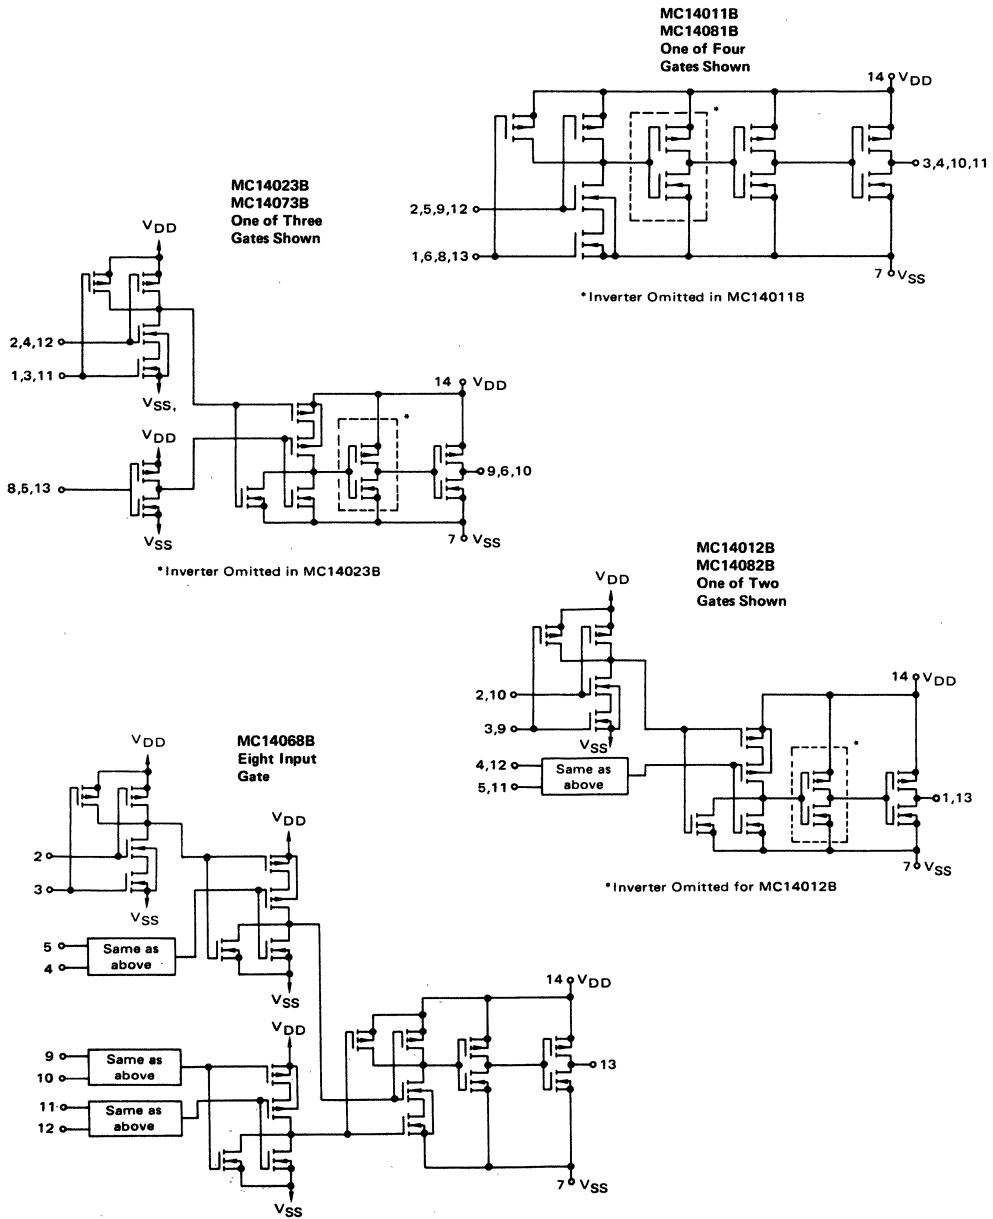 MC14011B
MC14081B
One of Four
Gates Shown
14 VDD
*
3,4,10,11
2,5,9,12
1,6,8,13
7 VSS
*Inverter Omitted in MC14011B
MC14023B
MC14073B
One of Three
Gates Shown
VDD
2,4,12
1,3,11
VSS,
14 VDD
*
VDD
9,6,10
8,5,13
VSS
7 VSS
*Inverter Omitted in MC14023B
MC14012B
MC14082B
One of Two
Gates Shown
VDD
2,10
3,9
VSS
14 VDD
*
4,12
5,11
Same as
above
1,13
7 VSS
*Inverter Omitted for MC14012B
MC14068B
Eight Input
Gate
VDD
2
3
VSS
VDD
5
4
Same as
above
VSS
VDD
14 VDD
9
10
Same as
above
13
11
12
Same as
above
VSS
7 VSS